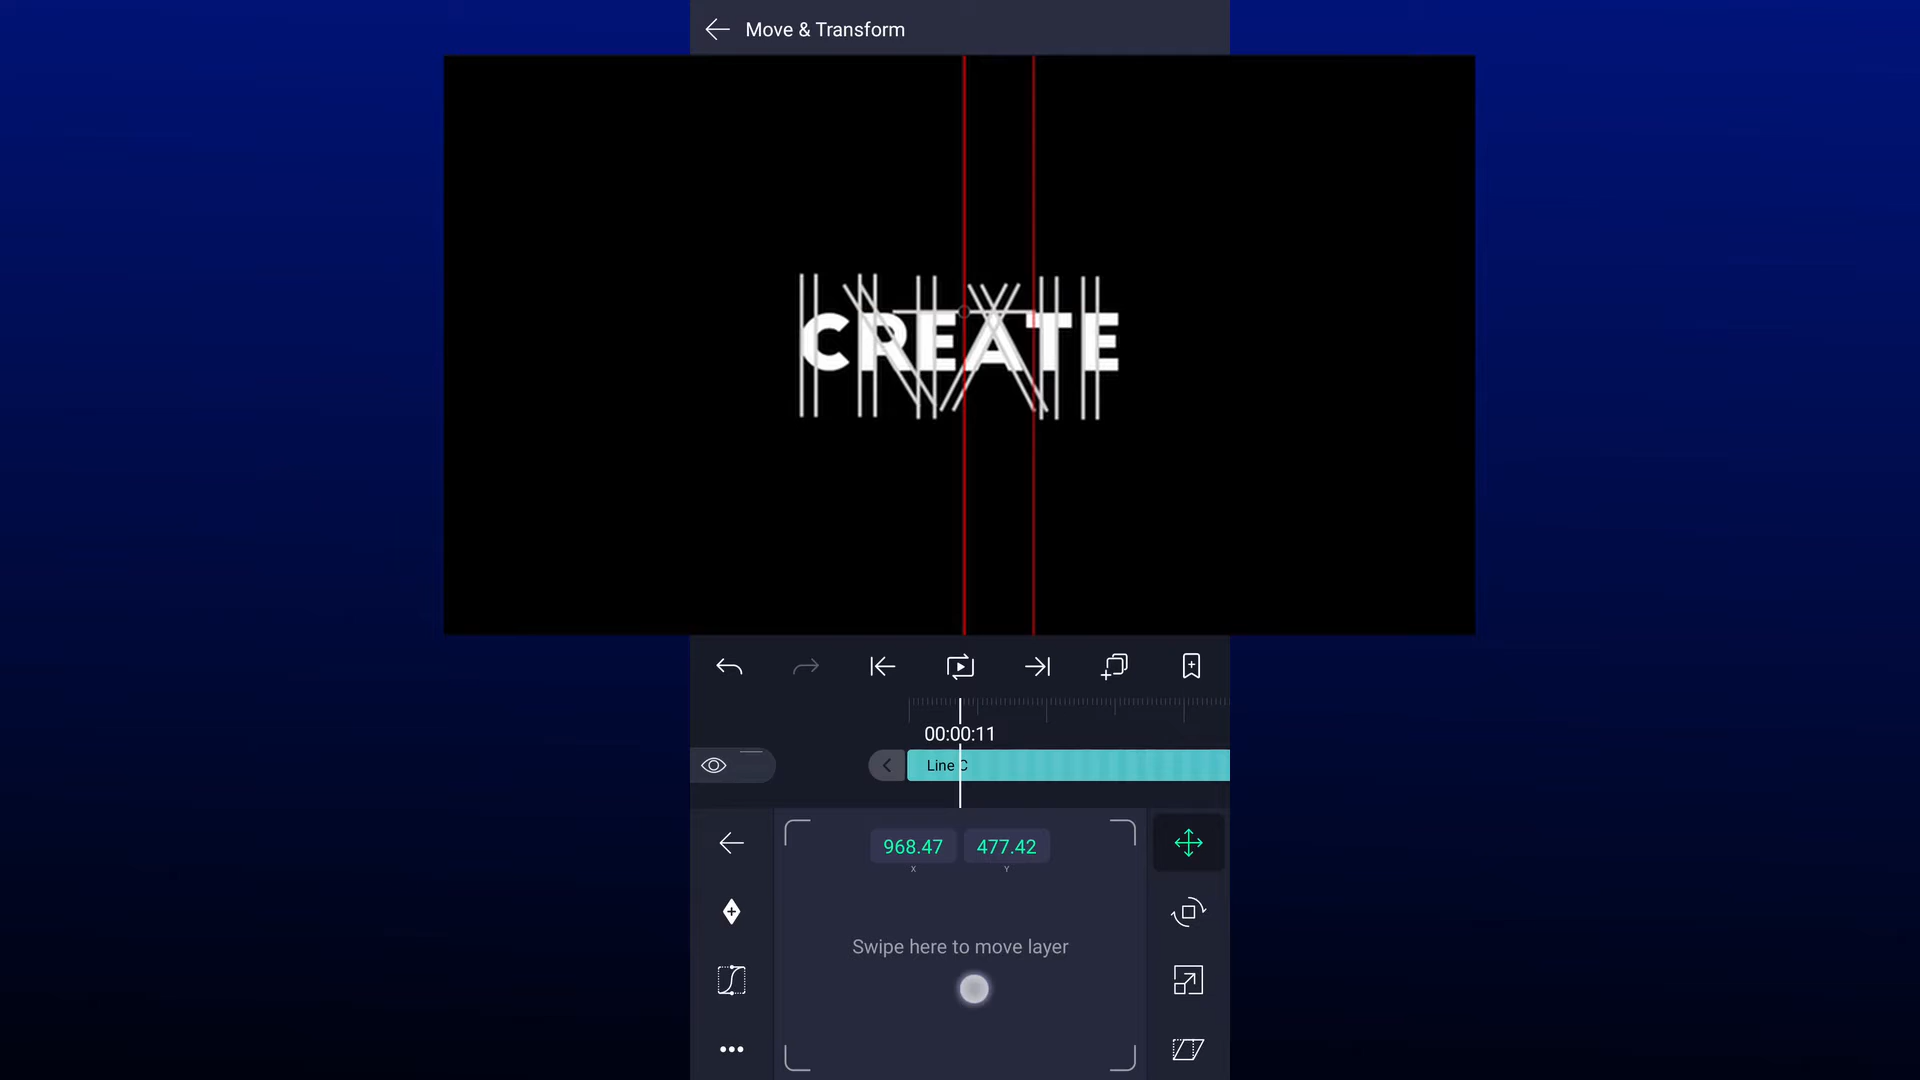 Move & Transform
CREATE
00:00:11
Line C
968.47 477.42
X Y
Swipe here to move layer